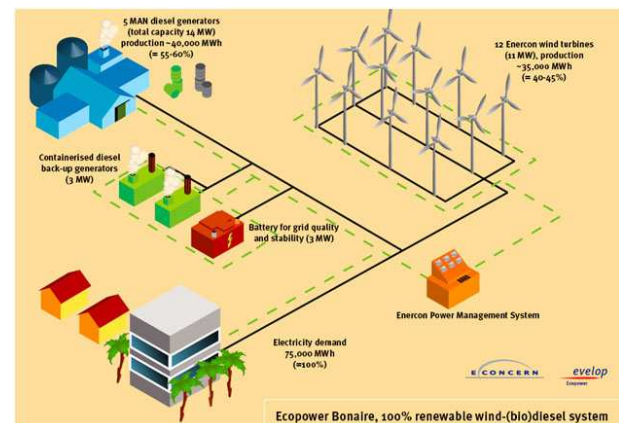 5 MAN diesel generators
(total capacity 14 MW)
production ~40,000 MWh
(= 55-60%)
12 Enercon wind turbines
(11 MW), production
~35,000 MWh
(= 40-45%)
Containerised diesel
back-up generators
(3 MW)
Battery for grid quality
and stability (3 MW)
Enercon Power Management System
Electricity demand
75,000 MWh
(=100%)
E CONCERN
evelop
Ecopower
Ecopower Bonaire, 100% renewable wind-(bio)diesel system